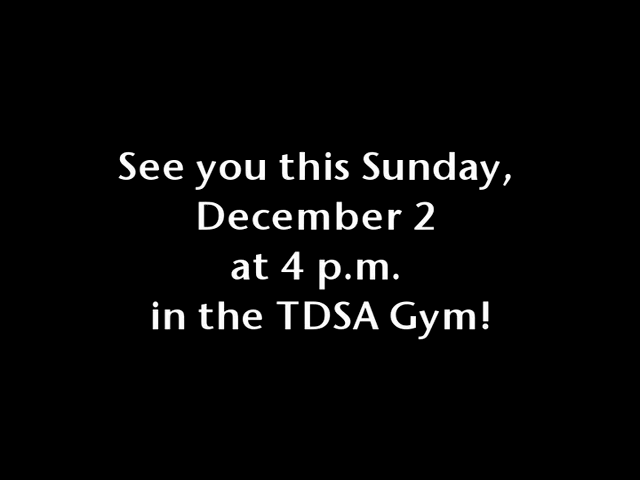 See you this Sunday,
December 2
at 4 p.m.
in the TDSA Gym!